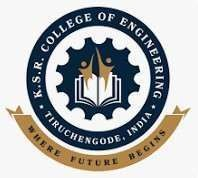 K.S.R. COLLEGE OF ENGINEERING
TIRUCHENGODE, INDIA
WHERE FUTURE BEGINS